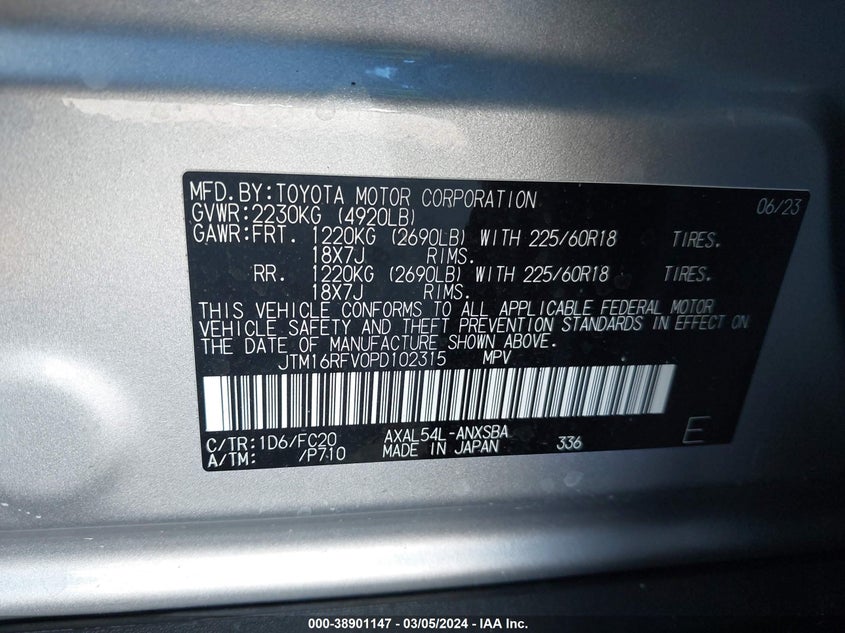 MFD.BY:TOYOTA MOTOR CORPORATION 06/23
GVWR:2230KG (4920LB)
GAWR:FRT. 1220KG (2690LB) WITH 225/60R18 TIRES.
18X7J RIMS.
RR. 1220KG (2690LB) WITH 225/60R18 TIRES.
18X7J RIMS.
THIS VEHICLE CONFORMS TO ALL APPLICABLE FEDERAL MOTOR
VEHICLE SAFETY AND THEFT PREVENTION STANDARDS IN EFFECT ON
THE DATE OF MANUFACTURE SHOWN ABOVE.
JTM16RFV0PD102315 MPV
C/TR:1D6/FC20 AXAL54L-ANXSBA E
A/TM: /P710 MADE IN JAPAN 336
000-38901147 - 03/05/2024 - IAA Inc.